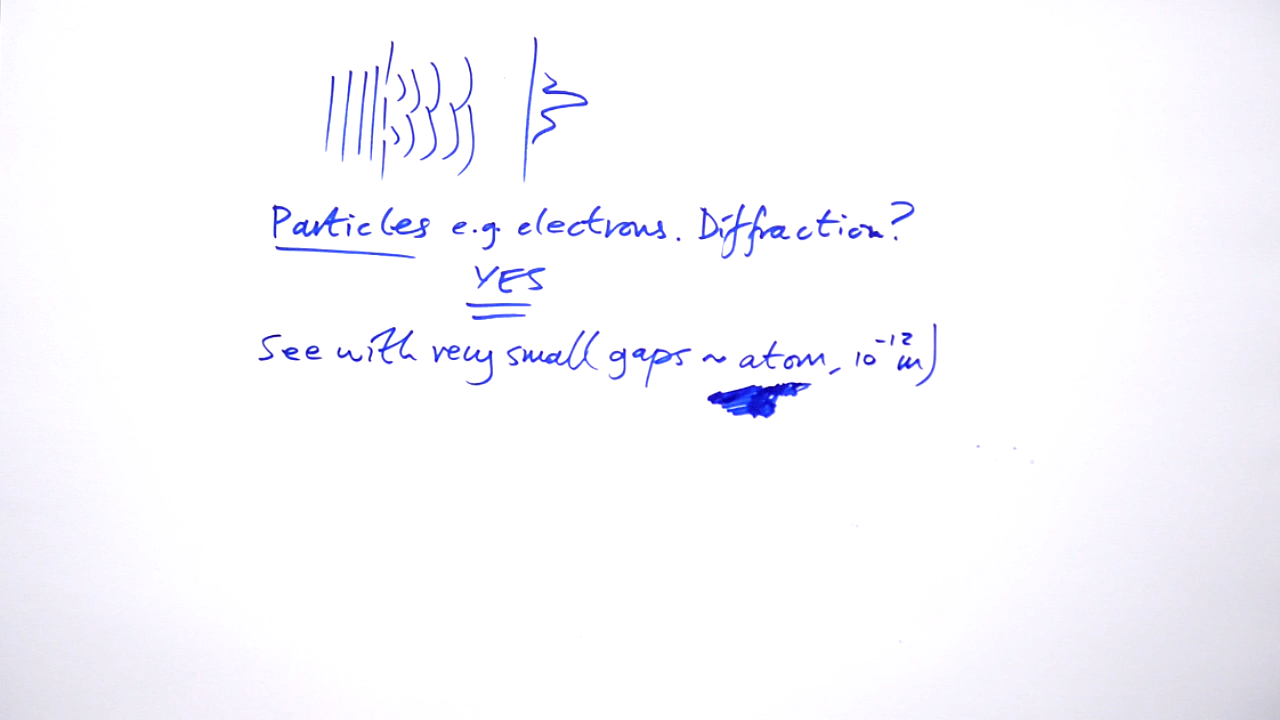 Particles e.g. electrons. Diffraction?
YES
See with very small gaps ~ atom, 10⁻¹² m)